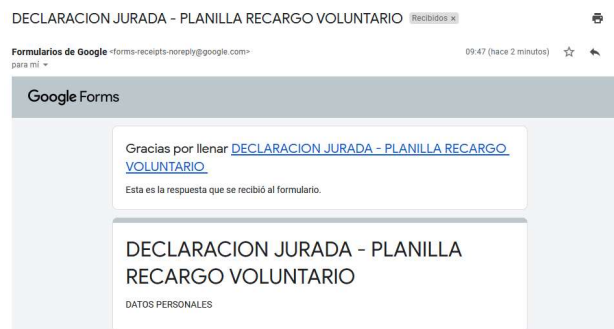 DECLARACION JURADA - PLANILLA RECARGO VOLUNTARIO Recibidos x
Formularios de Google <forms-receipts-noreply@google.com> 09:47 (hace 2 minutos)
para mí
Google Forms
Gracias por llenar DECLARACION JURADA - PLANILLA RECARGO
VOLUNTARIO
Esta es la respuesta que se recibió al formulario.
DECLARACION JURADA - PLANILLA
RECARGO VOLUNTARIO
DATOS PERSONALES